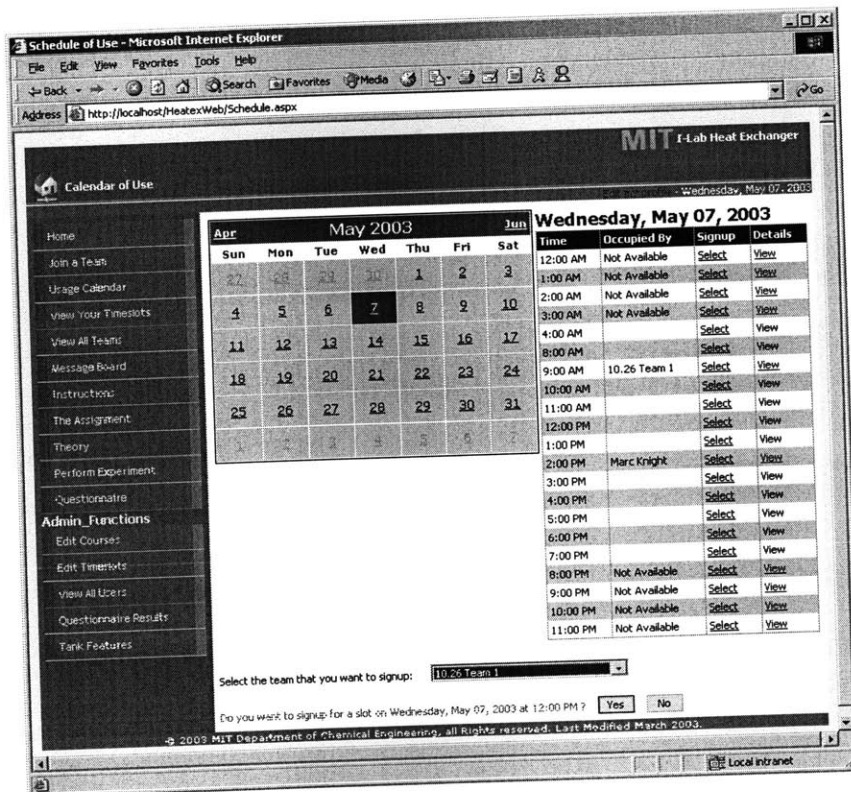 Schedule of Use - Microsoft Internet Explorer
File Edit View Favorites Tools Help
Back Search Favorites Media
Address http://localhost/HeatexWeb/Schedule.aspx Go
MIT I-Lab Heat Exchanger
Calendar of Use
- Wednesday, May 07, 2003
Home
Join a Team
Usage Calendar
View Your Timeslots
View All Teams
Message Board
Instructions
The Assignment
Theory
Perform Experiment
Questionnaire
Admin_Functions
Edit Courses
Edit Timeslots
View All Users
Questionnaire Results
Tank Features
Apr May 2003 Jun
Sun Mon Tue Wed Thu Fri Sat
27 28 29 30 1 2 3
4 5 6 7 8 9 10
11 12 13 14 15 16 17
18 19 20 21 22 23 24
25 26 27 28 29 30 31
1 2 3 4 5 6 7
Wednesday, May 07, 2003
Time Occupied By Signup Details
12:00 AM Not Available Select View
1:00 AM Not Available Select View
2:00 AM Not Available Select View
3:00 AM Not Available Select View
4:00 AM Select View
8:00 AM Select View
9:00 AM 10.26 Team 1 Select View
10:00 AM Select View
11:00 AM Select View
12:00 PM Select View
1:00 PM Select View
2:00 PM Marc Knight Select View
3:00 PM Select View
4:00 PM Select View
5:00 PM Select View
6:00 PM Select View
7:00 PM Select View
8:00 PM Not Available Select View
9:00 PM Not Available Select View
10:00 PM Not Available Select View
11:00 PM Not Available Select View
Select the team that you want to signup: 10.26 Team 1
Do you want to signup for a slot on Wednesday, May 07, 2003 at 12:00 PM ? Yes No
© 2003 MIT Department of Chemical Engineering, all Rights reserved. Last Modified March 2003.
Local intranet